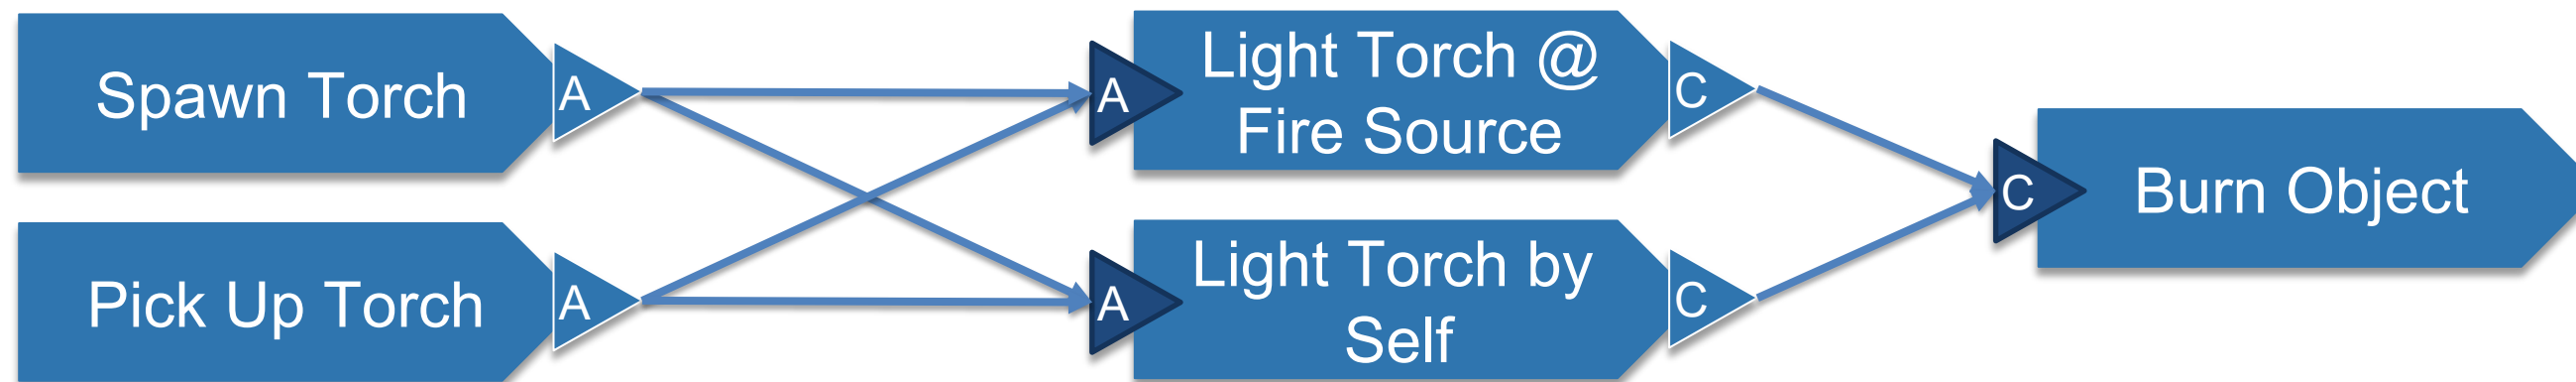 Spawn Torch
A
A
Light Torch @
Fire Source
C
Pick Up Torch
A
A
Light Torch by
Self
C
C
Burn Object